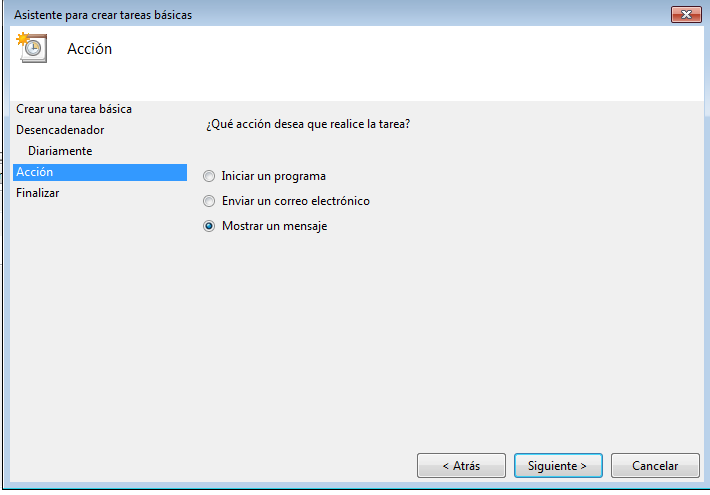 Asistente para crear tareas básicas
Acción
Crear una tarea básica
Desencadenador
Diariamente
Acción
Finalizar
¿Qué acción desea que realice la tarea?
Iniciar un programa
Enviar un correo electrónico
Mostrar un mensaje
< Atrás
Siguiente >
Cancelar